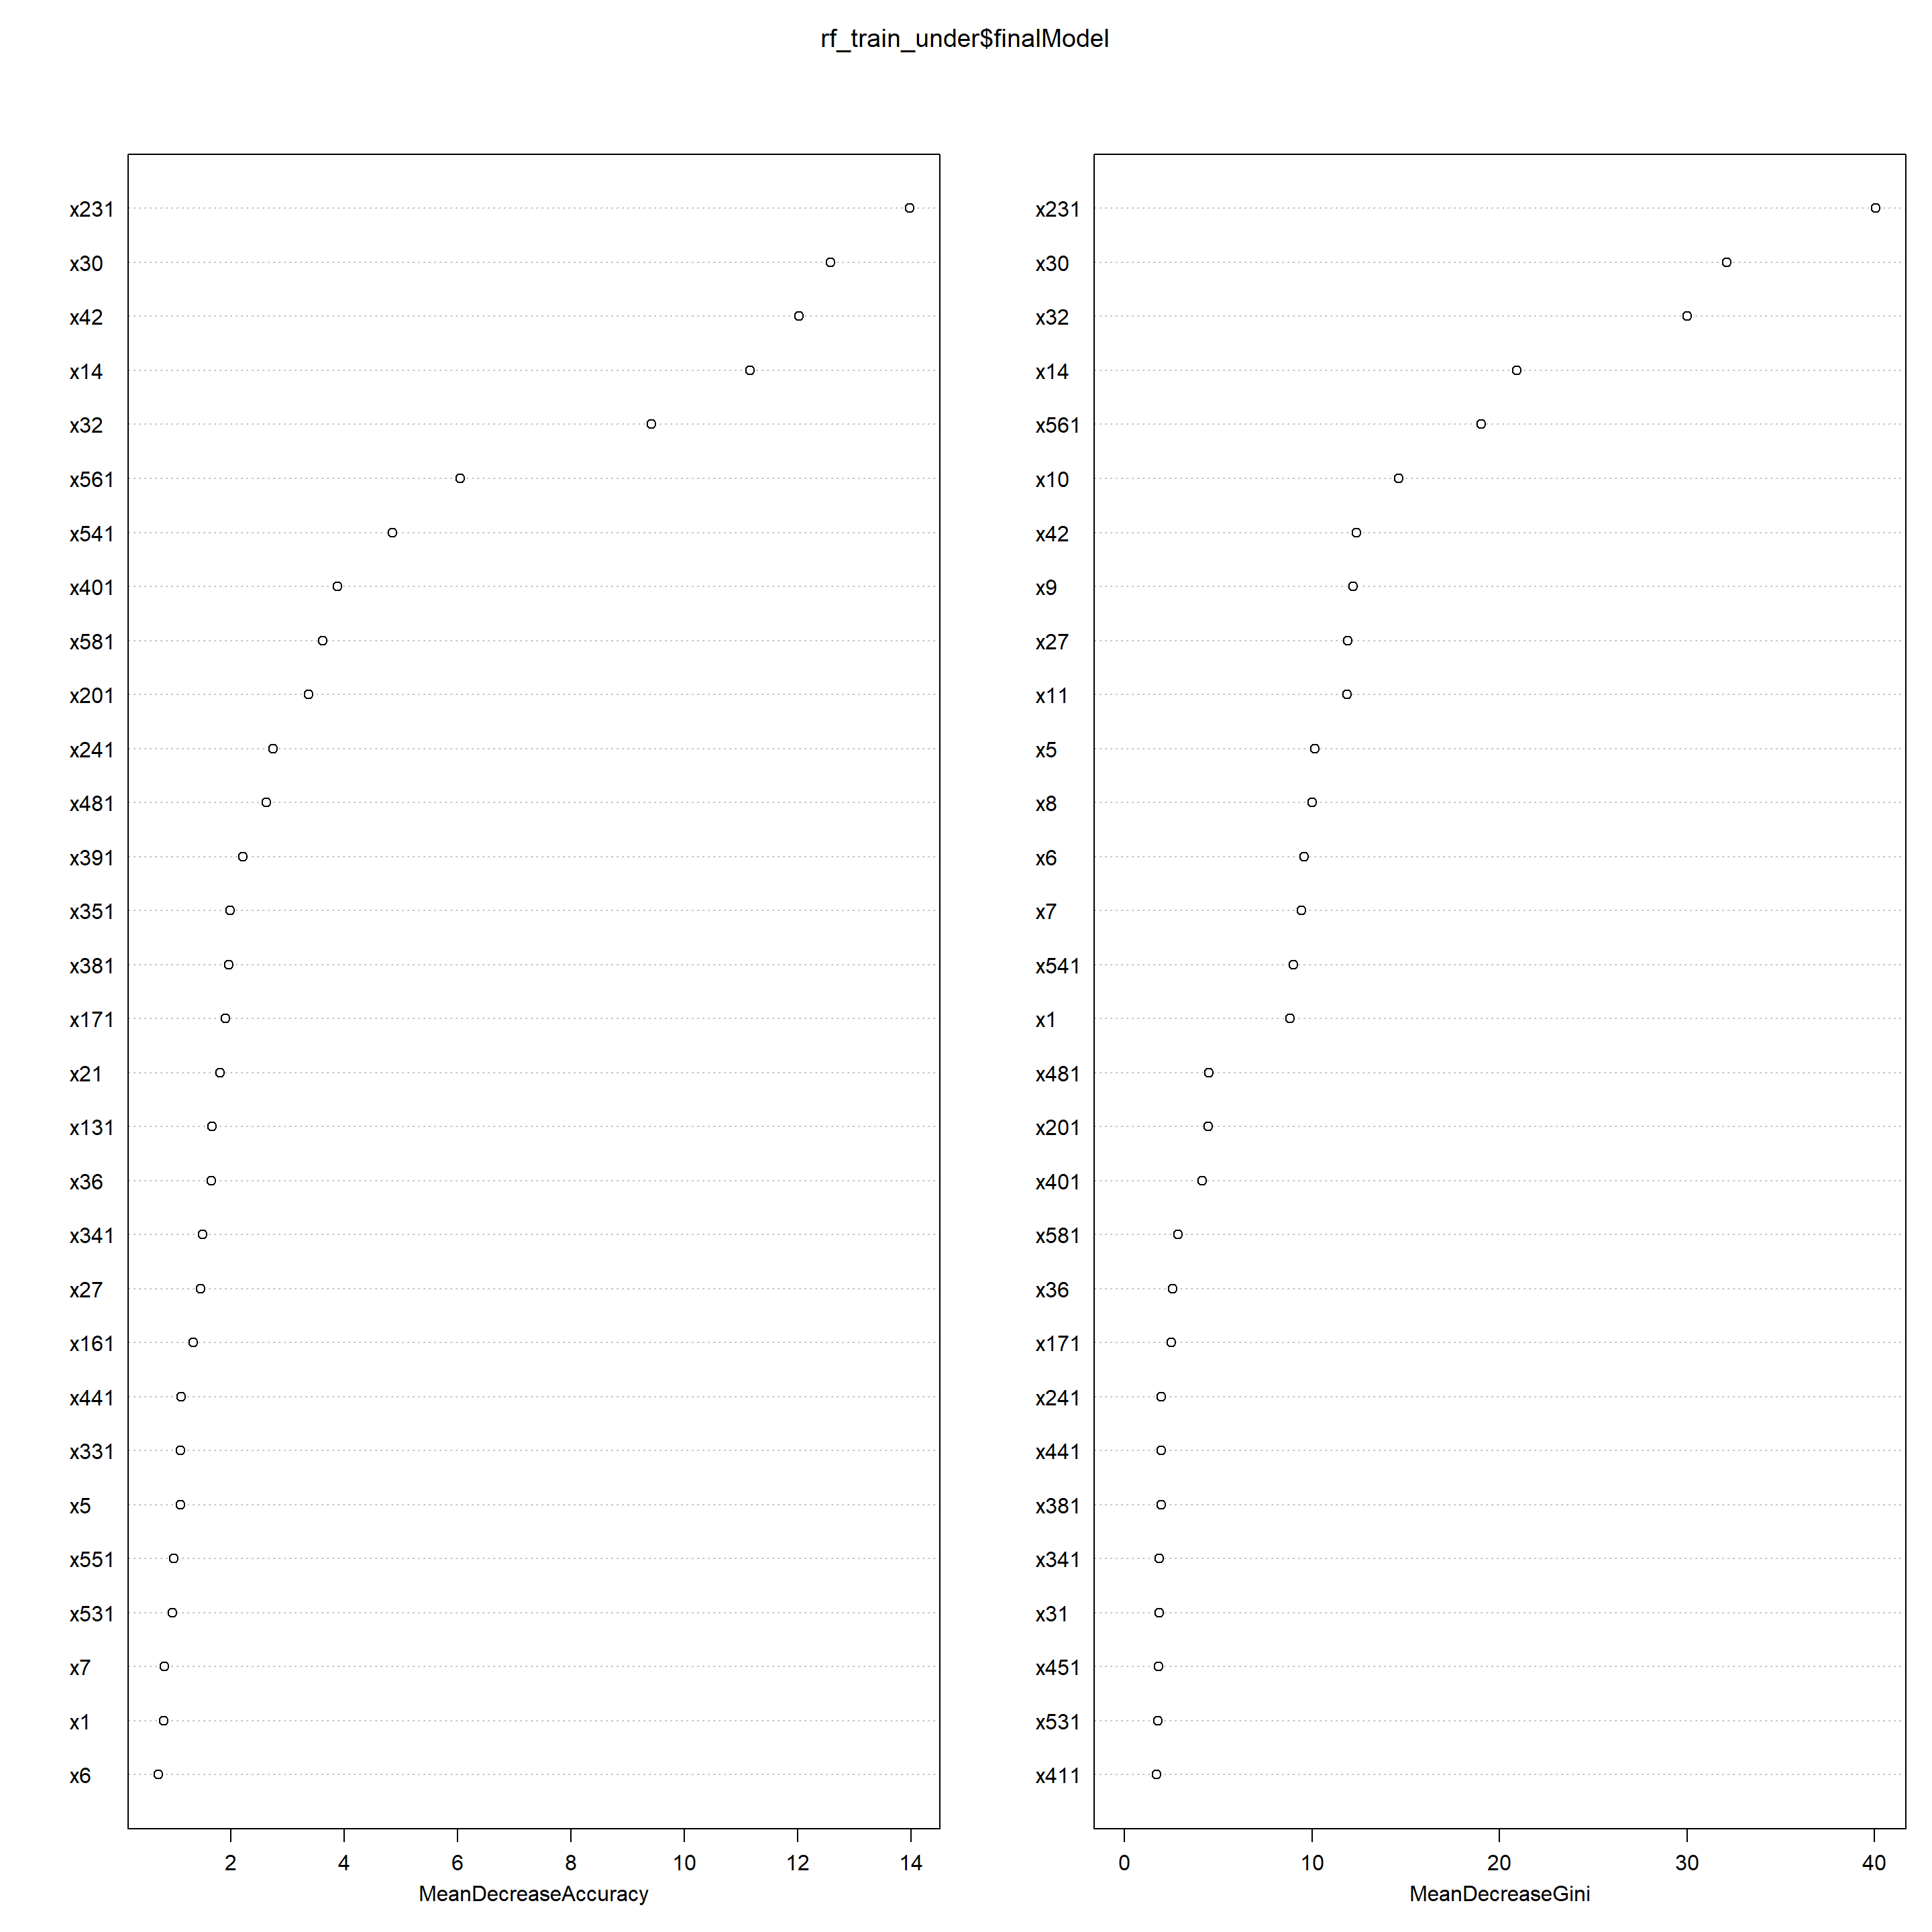 rf_train_under$finalModel
x231
x30
x42
x14
x32
x561
x541
x401
x581
x201
x241
x481
x391
x351
x381
x171
x21
x131
x36
x341
x27
x161
x441
x331
x5
x551
x531
x7
x1
x6
2 4 6 8 10 12 14
MeanDecreaseAccuracy
x231
x30
x32
x14
x561
x10
x42
x9
x27
x11
x5
x8
x6
x7
x541
x1
x481
x201
x401
x581
x36
x171
x241
x441
x381
x341
x31
x451
x531
x411
0 10 20 30 40
MeanDecreaseGini